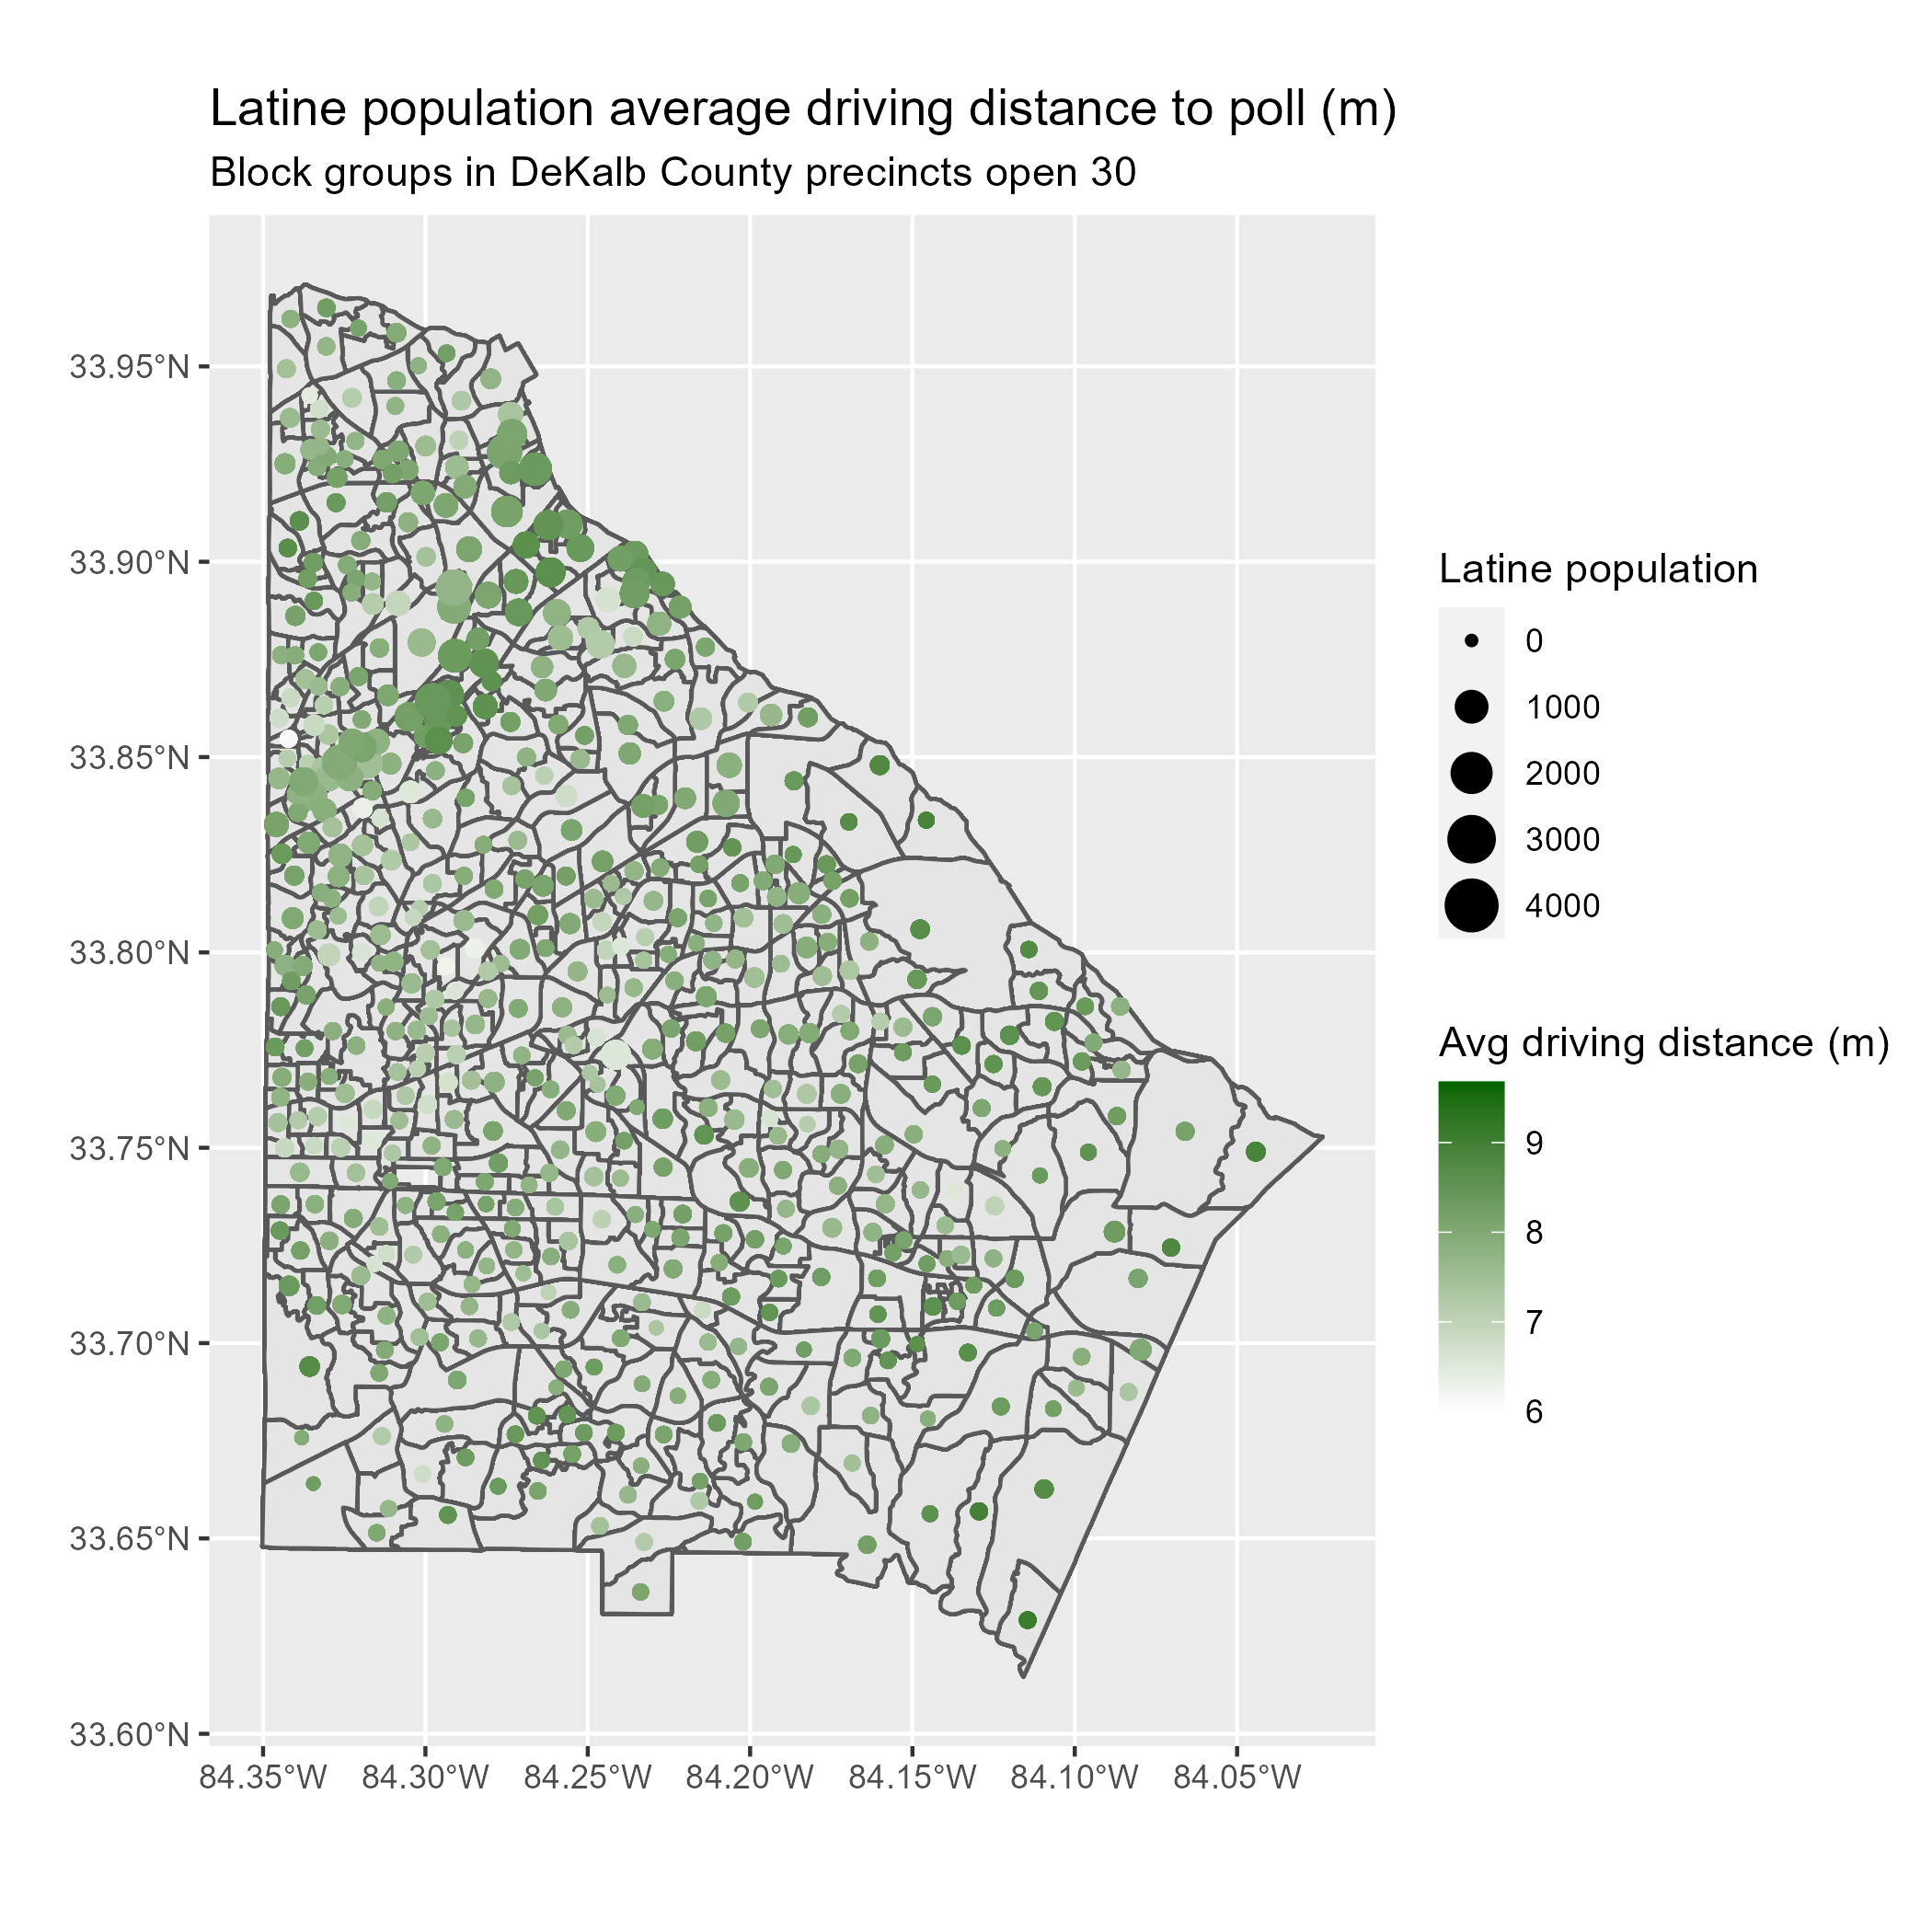 Latine population average driving distance to poll (m)
Block groups in DeKalb County precincts open 30
33.95°N
33.90°N
33.85°N
33.80°N
33.75°N
33.70°N
33.65°N
33.60°N
84.35°W 84.30°W 84.25°W 84.20°W 84.15°W 84.10°W 84.05°W
Latine population
0
1000
2000
3000
4000
Avg driving distance (m)
9
8
7
6